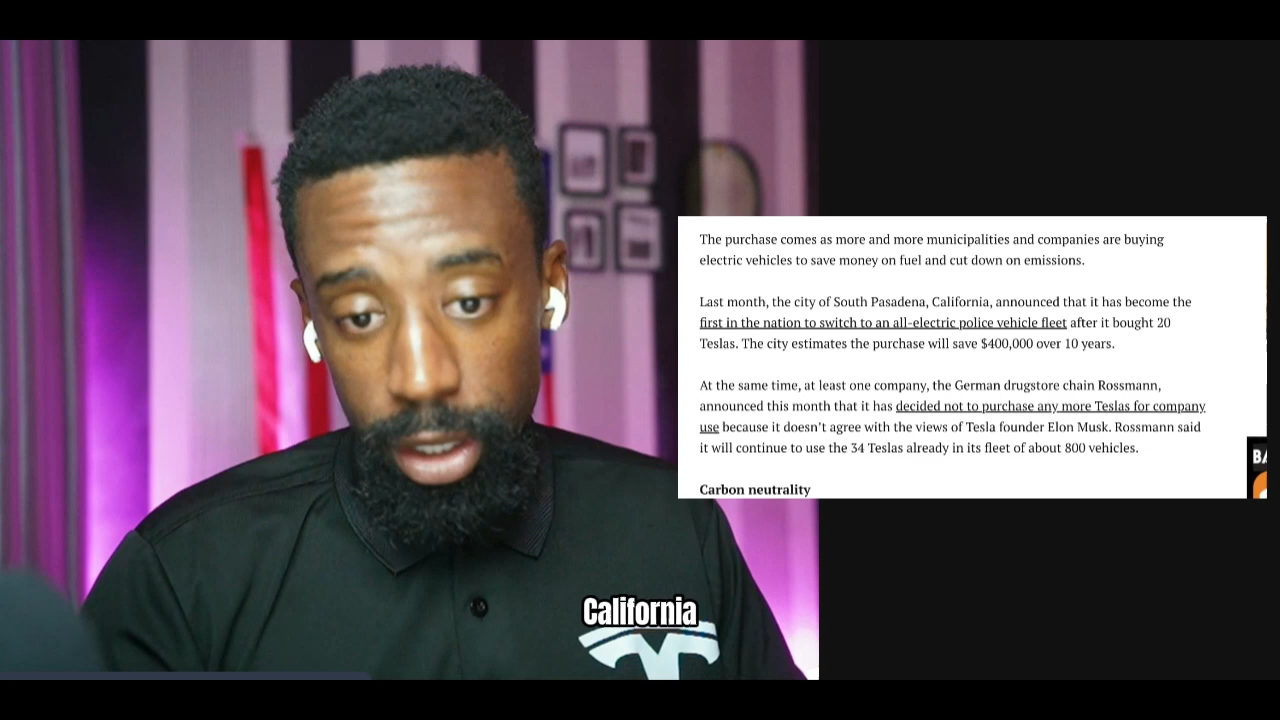 The purchase comes as more and more municipalities and companies are buying
electric vehicles to save money on fuel and cut down on emissions.
Last month, the city of South Pasadena, California, announced that it has become the
first in the nation to switch to an all-electric police vehicle fleet after it bought 20
Teslas. The city estimates the purchase will save $400,000 over 10 years.
At the same time, at least one company, the German drugstore chain Rossmann,
announced this month that it has decided not to purchase any more Teslas for company
use because it doesn't agree with the views of Tesla founder Elon Musk. Rossmann said
it will continue to use the 34 Teslas already in its fleet of about 800 vehicles.
Carbon neutrality
California